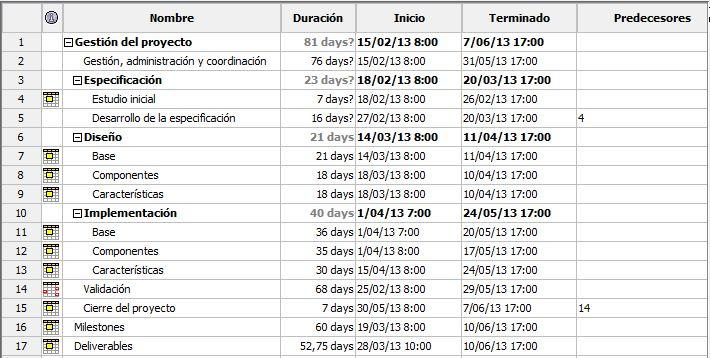 Nombre Duración Inicio Terminado Predecesores
1 Gestión del proyecto 81 days? 15/02/13 8:00 7/06/13 17:00
2 Gestión, administración y coordinación 76 days? 15/02/13 8:00 31/05/13 17:00
3 Especificación 23 days? 18/02/13 8:00 20/03/13 17:00
4 Estudio inicial 7 days? 18/02/13 8:00 26/02/13 17:00
5 Desarrollo de la especificación 16 days? 27/02/13 8:00 20/03/13 17:00 4
6 Diseño 21 days 14/03/13 8:00 11/04/13 17:00
7 Base 21 days 14/03/13 8:00 11/04/13 17:00
8 Componentes 18 days 18/03/13 8:00 10/04/13 17:00
9 Características 18 days 18/03/13 8:00 10/04/13 17:00
10 Implementación 40 days 1/04/13 7:00 24/05/13 17:00
11 Base 36 days 1/04/13 7:00 20/05/13 17:00
12 Componentes 35 days 1/04/13 8:00 17/05/13 17:00
13 Características 30 days 15/04/13 8:00 24/05/13 17:00
14 Validación 68 days 25/02/13 8:00 29/05/13 17:00
15 Cierre del proyecto 7 days 30/05/13 8:00 7/06/13 17:00 14
16 Milestones 60 days 19/03/13 8:00 10/06/13 17:00
17 Deliverables 52,75 days 28/03/13 10:00 10/06/13 17:00